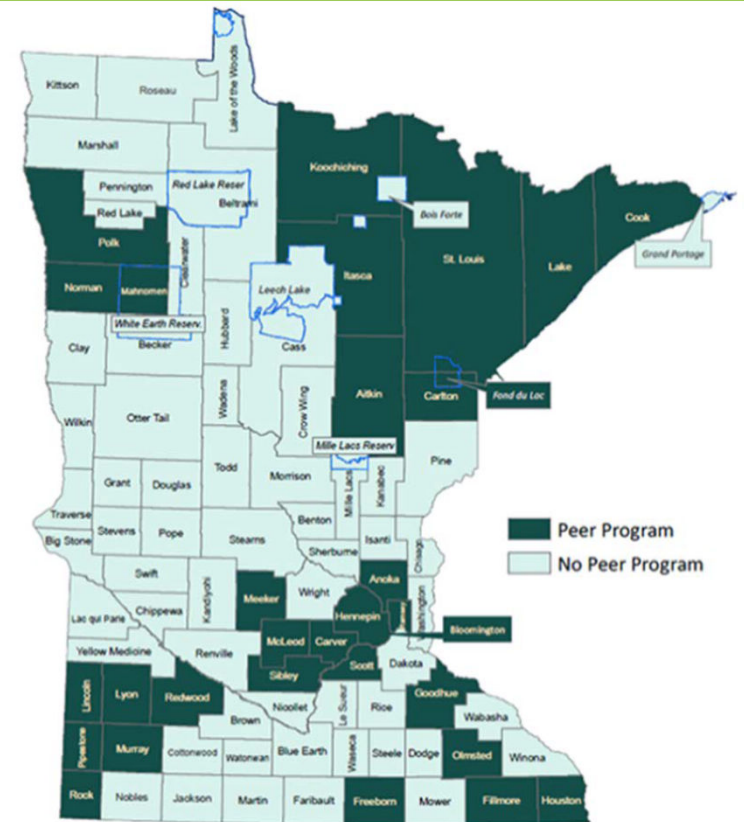 Kittson
Roseau
Lake of the Woods
Marshall
Koochiching
Pennington
Red Lake Reser
Beltrami
Red Lake
Bois Forte
Cook
Polk
Clearwater
St. Louis
Grand Portage
Itasca
Lake
Norman
Mahnomen
Leech Lake
White Earth Reserv.
Hubbard
Clay
Becker
Cass
Aitkin
Carlton
Fond du Loc
Wadena
Crow Wing
Wilkin
Otter Tail
Mille Lacs Reserv
Pine
Todd
Morrison
Grant
Douglas
Mille Lacs
Kanabec
Traverse
Benton
Stevens
Pope
Stearns
Big Stone
Isanti
Sherburne
Chisago
Peer Program
No Peer Program
Swift
Kandiyohi
Anoka
Meeker
Wright
Chippewa
Lac qui Parle
Hennepin
Ramsey
Washington
Bloomington
McLeod
Carver
Yellow Medicine
Renville
Scott
Dakota
Sibley
Lincoln
Lyon
Redwood
Nicollet
Le Sueur
Rice
Goodhue
Wabasha
Brown
Pipestone
Murray
Cottonwood
Watonwan
Blue Earth
Waseca
Steele
Dodge
Olmsted
Winona
Rock
Nobles
Jackson
Martin
Faribault
Freeborn
Mower
Fillmore
Houston